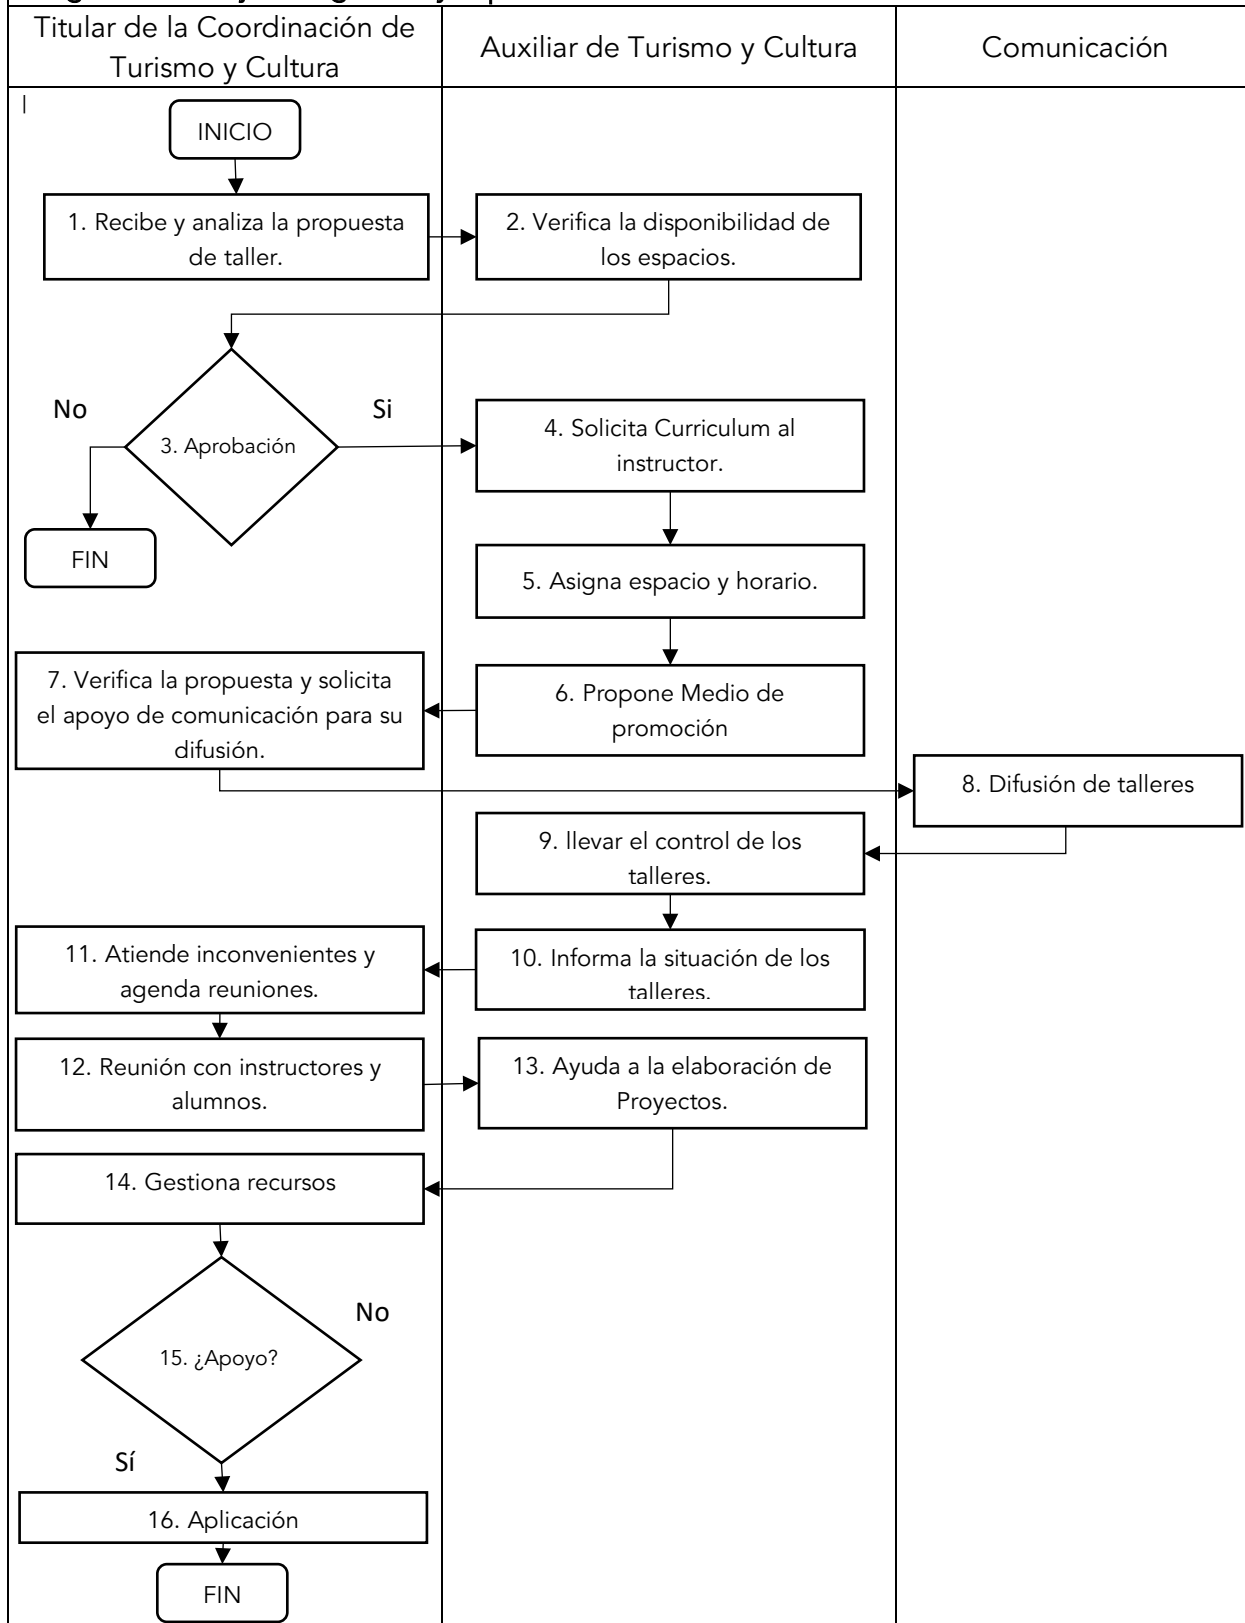 Titular de la Coordinación de
Turismo y Cultura
Auxiliar de Turismo y Cultura
Comunicación
INICIO
1. Recibe y analiza la propuesta
de taller.
2. Verifica la disponibilidad de
los espacios.
No
Si
3. Aprobación
4. Solicita Curriculum al
instructor.
FIN
5. Asigna espacio y horario.
7. Verifica la propuesta y solicita
el apoyo de comunicación para su
difusión.
6. Propone Medio de
promoción
8. Difusión de talleres
9. llevar el control de los
talleres.
11. Atiende inconvenientes y
agenda reuniones.
10. Informa la situación de los
talleres.
12. Reunión con instructores y
alumnos.
13. Ayuda a la elaboración de
Proyectos.
14. Gestiona recursos
No
15. ¿Apoyo?
Sí
16. Aplicación
FIN